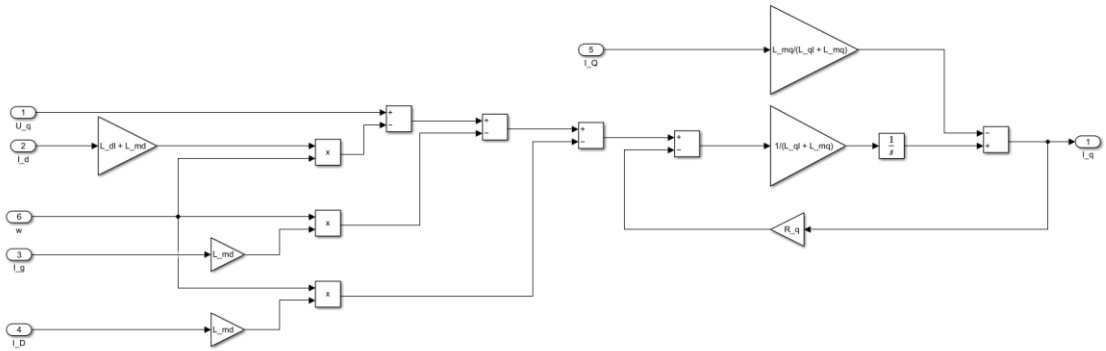 5
I_Q
L_mq/(L_ql + L_mq)
1
U_q
2
I_d
L_dl + L_md
x
+
−
+
−
+
−
+
−
1/(L_ql + L_mq)
1
s
−
+
1
I_q
6
w
x
R_q
3
I_g
L_md
x
4
I_D
L_md